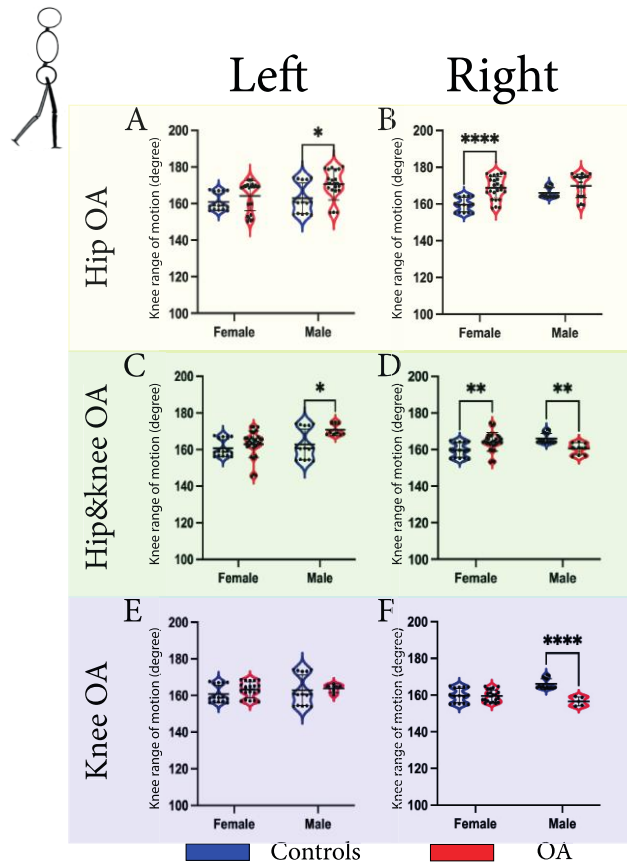 Left Right
Hip OA
A
Knee range of motion (degree)
200
180
160
140
120
100
*
Female Male
B
Knee range of motion (degree)
200
180
160
140
120
100
****
Female Male
Hip&knee OA
C
Knee range of motion (degree)
200
180
160
140
120
100
*
Female Male
D
Knee range of motion (degree)
200
180
160
140
120
100
** **
Female Male
Knee OA
E
Knee range of motion (degree)
200
180
160
140
120
100
Female Male
F
Knee range of motion (degree)
200
180
160
140
120
100
****
Female Male
Controls OA